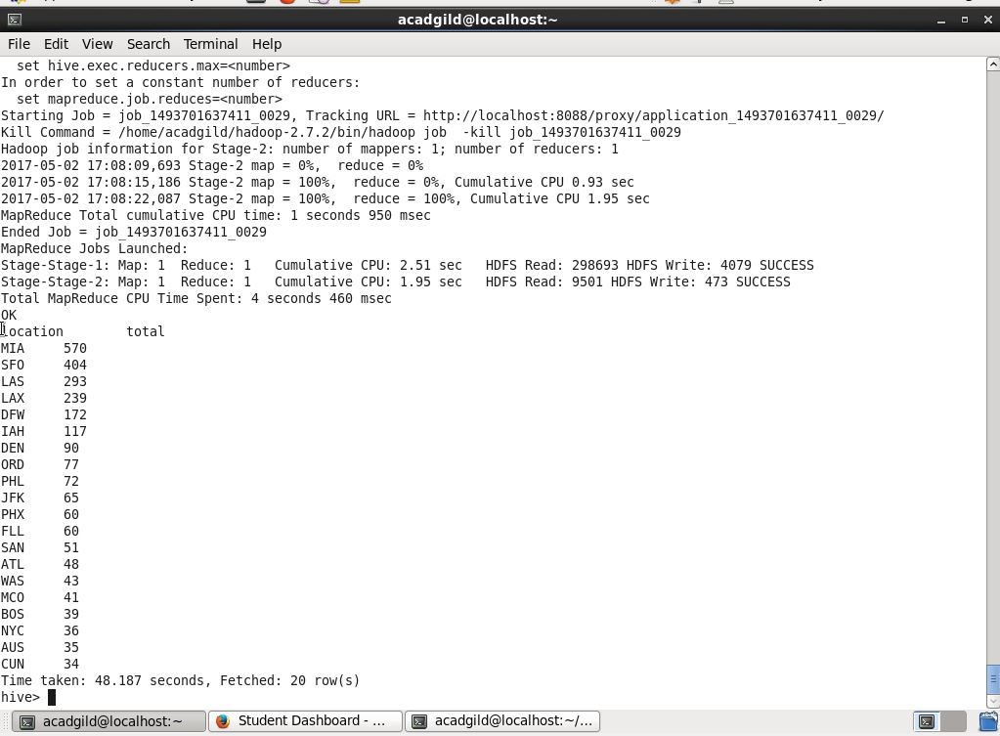 acadgild@localhost:~
File Edit View Search Terminal Help
set hive.exec.reducers.max=<number>
In order to set a constant number of reducers:
set mapreduce.job.reduces=<number>
Starting Job = job_1493701637411_0029, Tracking URL = http://localhost:8088/proxy/application_1493701637411_0029/
Kill Command = /home/acadgild/hadoop-2.7.2/bin/hadoop job  -kill job_1493701637411_0029
Hadoop job information for Stage-2: number of mappers: 1; number of reducers: 1
2017-05-02 17:08:09,693 Stage-2 map = 0%,  reduce = 0%
2017-05-02 17:08:15,186 Stage-2 map = 100%,  reduce = 0%, Cumulative CPU 0.93 sec
2017-05-02 17:08:22,087 Stage-2 map = 100%,  reduce = 100%, Cumulative CPU 1.95 sec
MapReduce Total cumulative CPU time: 1 seconds 950 msec
Ended Job = job_1493701637411_0029
MapReduce Jobs Launched:
Stage-Stage-1: Map: 1  Reduce: 1   Cumulative CPU: 2.51 sec   HDFS Read: 298693 HDFS Write: 4079 SUCCESS
Stage-Stage-2: Map: 1  Reduce: 1   Cumulative CPU: 1.95 sec   HDFS Read: 9501 HDFS Write: 473 SUCCESS
Total MapReduce CPU Time Spent: 4 seconds 460 msec
OK
location total
MIA 570
SFO 404
LAS 293
LAX 239
DFW 172
IAH 117
DEN 90
ORD 77
PHL 72
JFK 65
PHX 60
FLL 60
SAN 51
ATL 48
WAS 43
MCO 41
BOS 39
NYC 36
AUS 35
CUN 34
Time taken: 48.187 seconds, Fetched: 20 row(s)
hive>
acadgild@localhost:~ Student Dashboard - ... acadgild@localhost:~/...